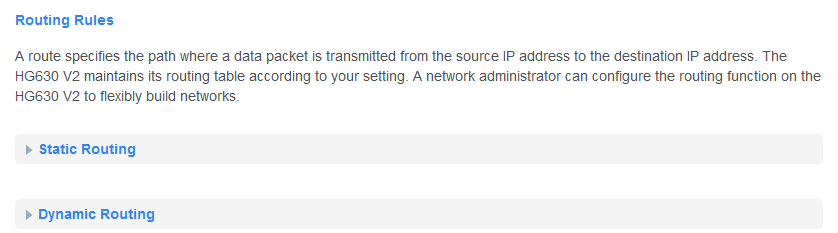 Routing Rules
A route specifies the path where a data packet is transmitted from the source IP address to the destination IP address. The
HG630 V2 maintains its routing table according to your setting. A network administrator can configure the routing function on the
HG630 V2 to flexibly build networks.
Static Routing
Dynamic Routing